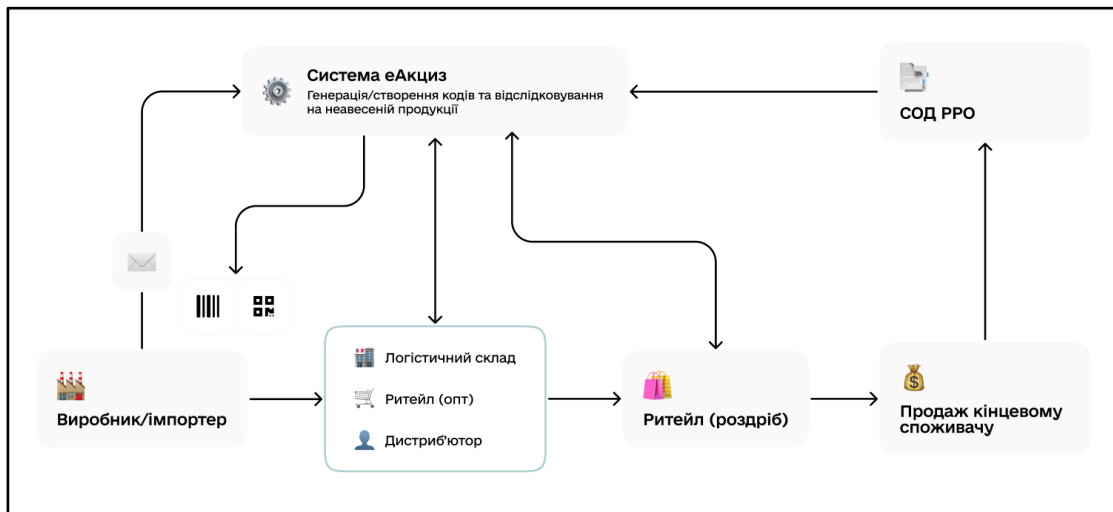 Система еАкциз
Генерація/створення кодів та відслідковування
на неавесеній продукції
СОД РРО
Логістичний склад
Ритейл (опт)
Дистриб'ютор
Виробник/імпортер
Ритейл (роздріб)
Продаж кінцевому
споживачу